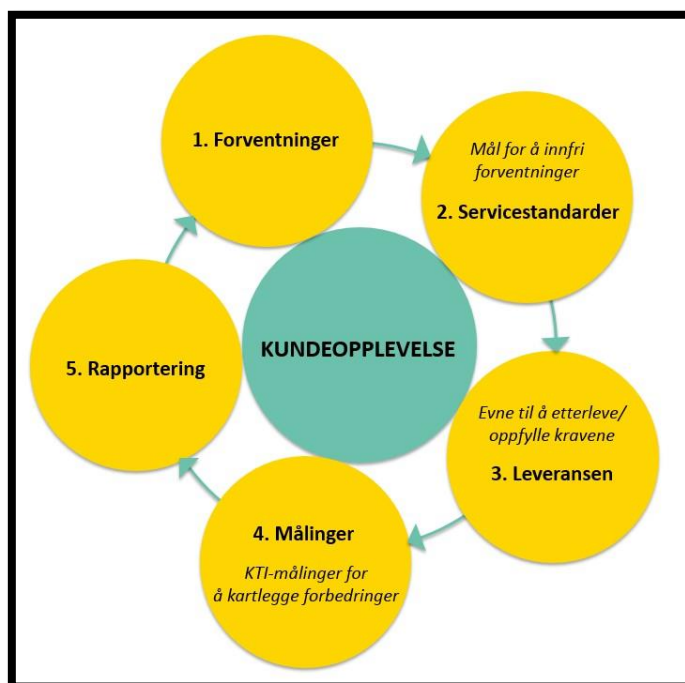 1. Forventninger
Mål for å innfri
forventninger
2. Servicestandarder
KUNDEOPPLEVELSE
Evne til å etterleve/
oppfylle kravene
3. Leveransen
4. Målinger
KTI-målinger for
å kartlegge forbedringer
5. Rapportering